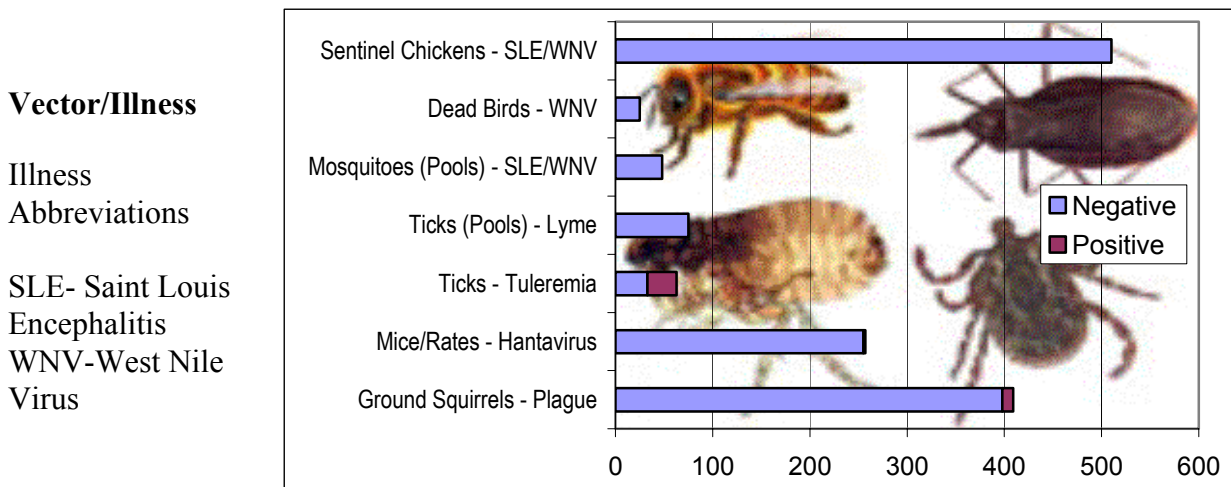 Vector/Illness
Illness
Abbreviations
SLE- Saint Louis
Encephalitis
WNV-West Nile
Virus
Sentinel Chickens - SLE/WNV
Dead Birds - WNV
Mosquitoes (Pools) - SLE/WNV
Ticks (Pools) - Lyme
Ticks - Tuleremia
Mice/Rates - Hantavirus
Ground Squirrels - Plague
Negative
Positive
0 100 200 300 400 500 600